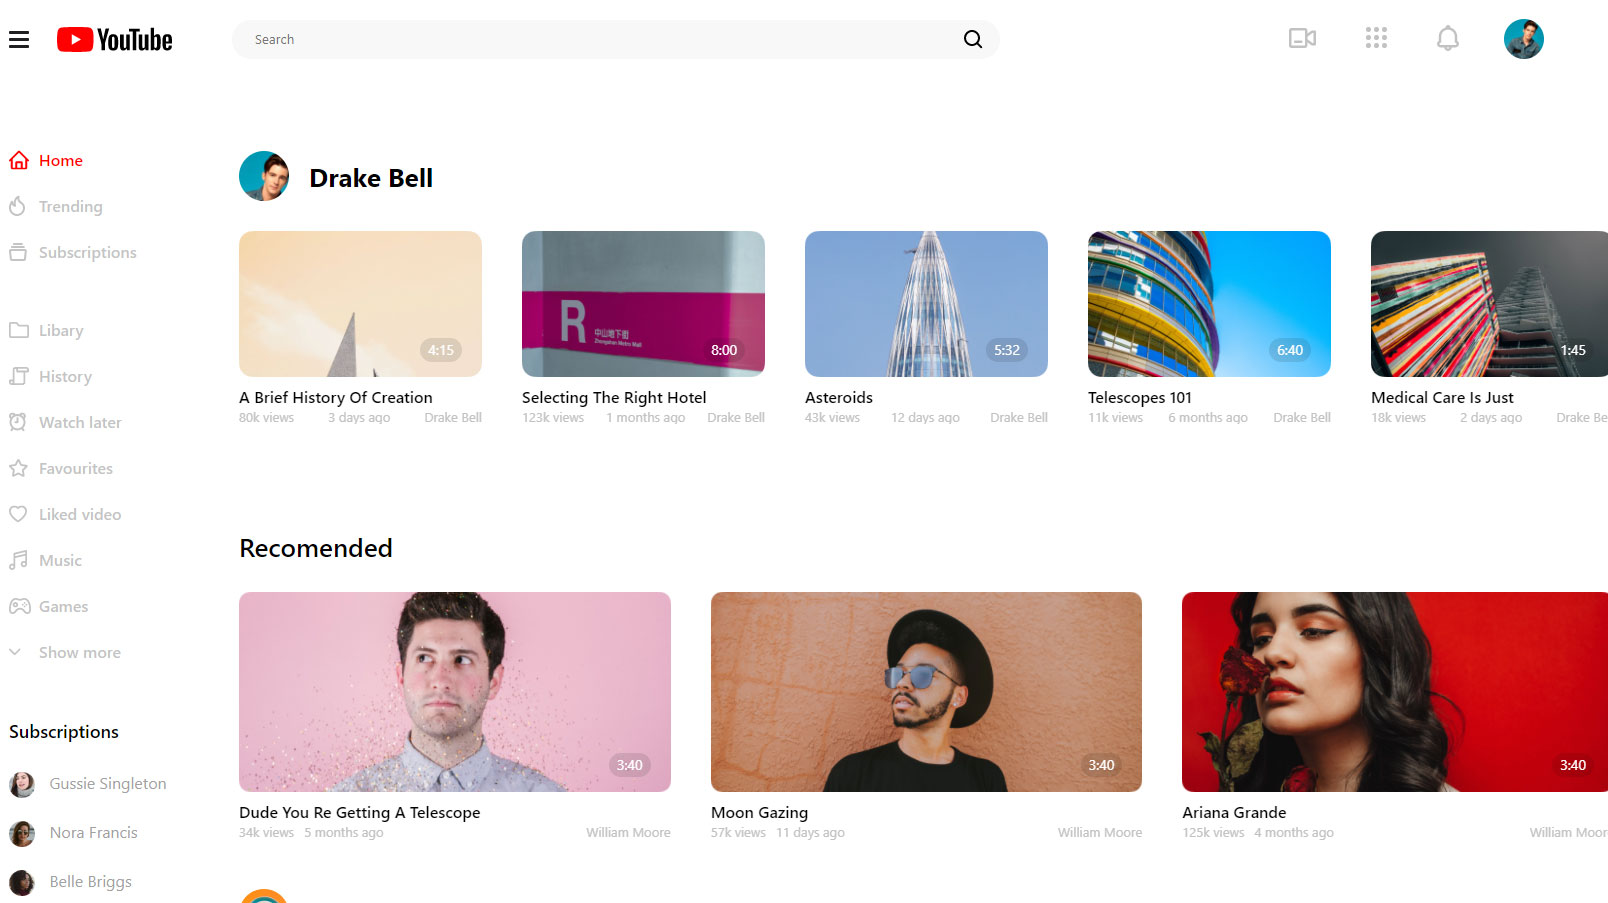 YouTube
Search
Home
Trending
Subscriptions
Libary
History
Watch later
Favourites
Liked video
Music
Games
Show more
Subscriptions
Gussie Singleton
Nora Francis
Belle Briggs
Drake Bell
4:15
A Brief History Of Creation
80k views 3 days ago Drake Bell
R 中山地下街
Zhongshan Metro Mall
8:00
Selecting The Right Hotel
123k views 1 months ago Drake Bell
5:32
Asteroids
43k views 12 days ago Drake Bell
6:40
Telescopes 101
11k views 6 months ago Drake Bell
1:45
Medical Care Is Just
18k views 2 days ago Drake Be
Recomended
3:40
Dude You Re Getting A Telescope
34k views 5 months ago William Moore
3:40
Moon Gazing
57k views 11 days ago William Moore
3:40
Ariana Grande
125k views 4 months ago William Moor